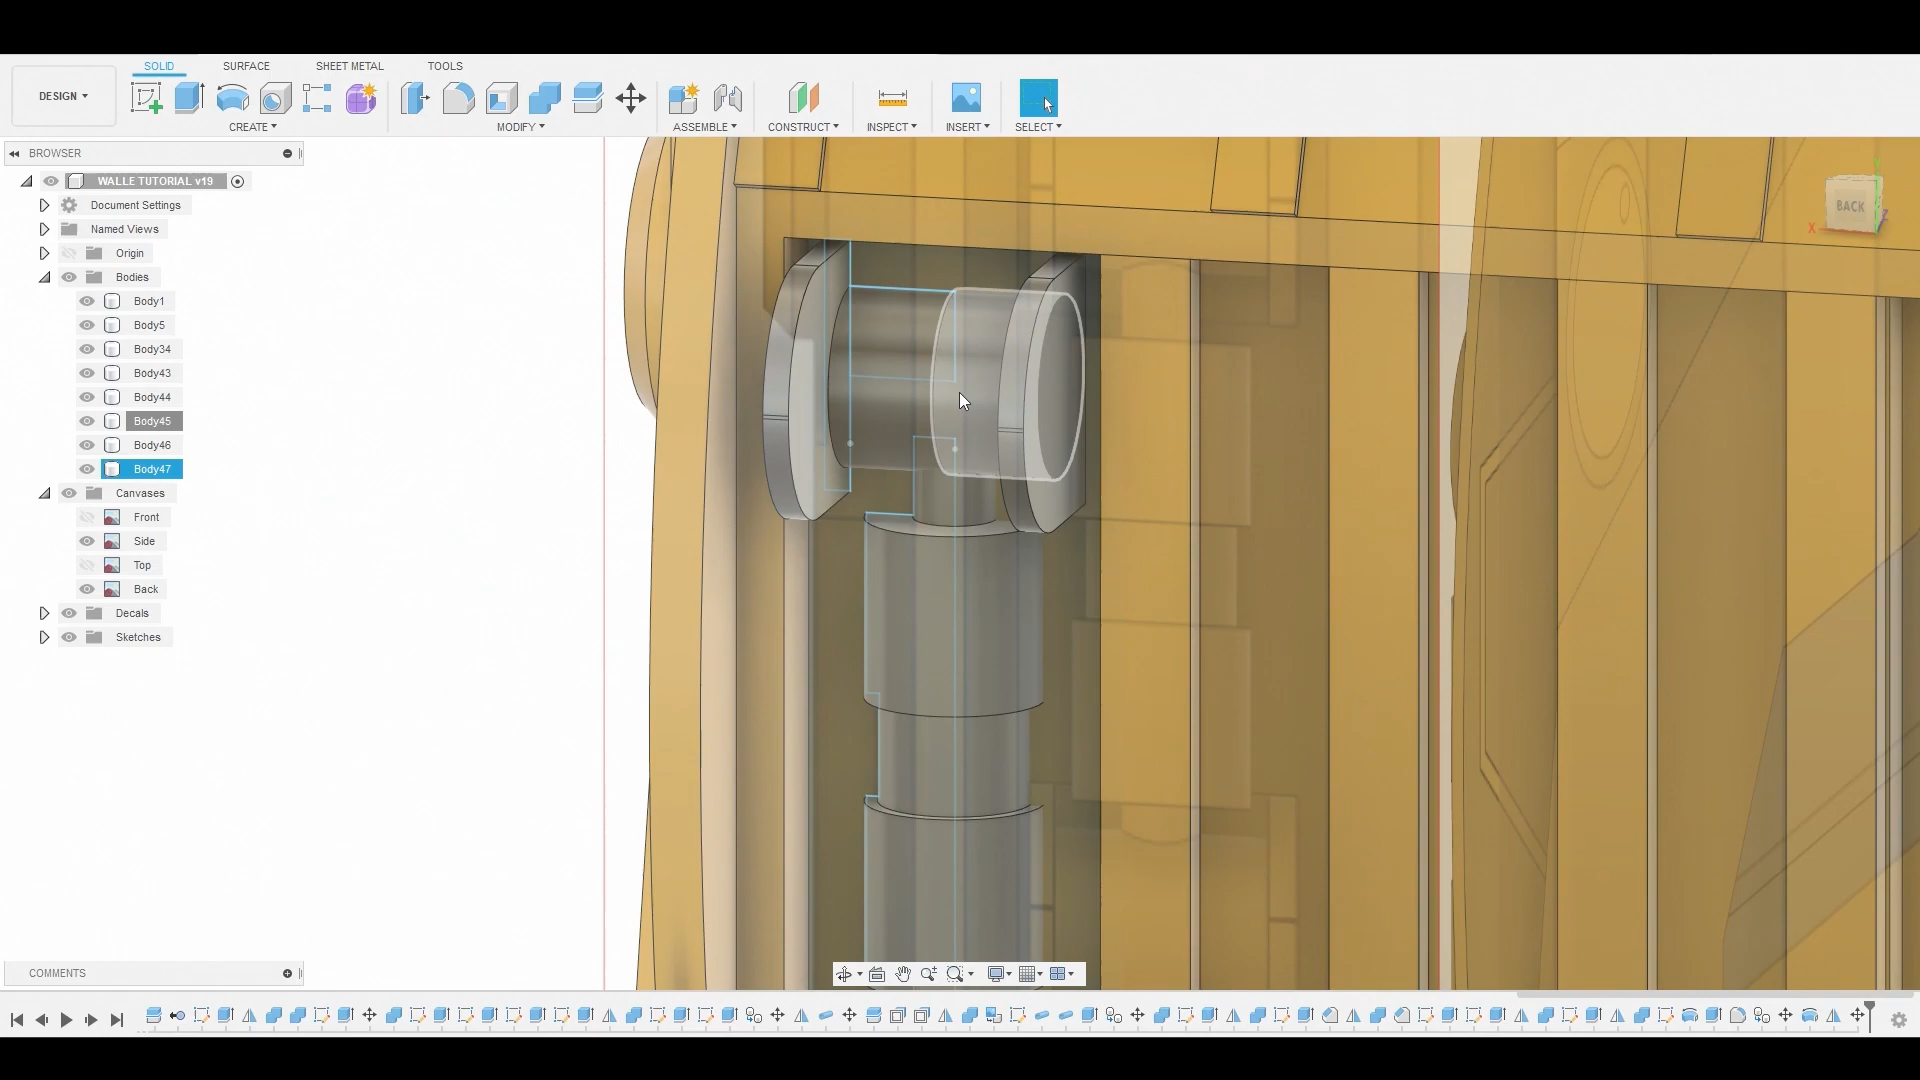 SOLID SURFACE SHEET METAL TOOLS
DESIGN
CREATE MODIFY ASSEMBLE CONSTRUCT INSPECT INSERT SELECT
BROWSER
WALLE TUTORIAL v19
Document Settings
Named Views
Origin
Bodies
Body1
Body5
Body34
Body43
Body44
Body45
Body46
Body47
Canvases
Front
Side
Top
Back
Decals
Sketches
Y
BACK
X
Z
COMMENTS